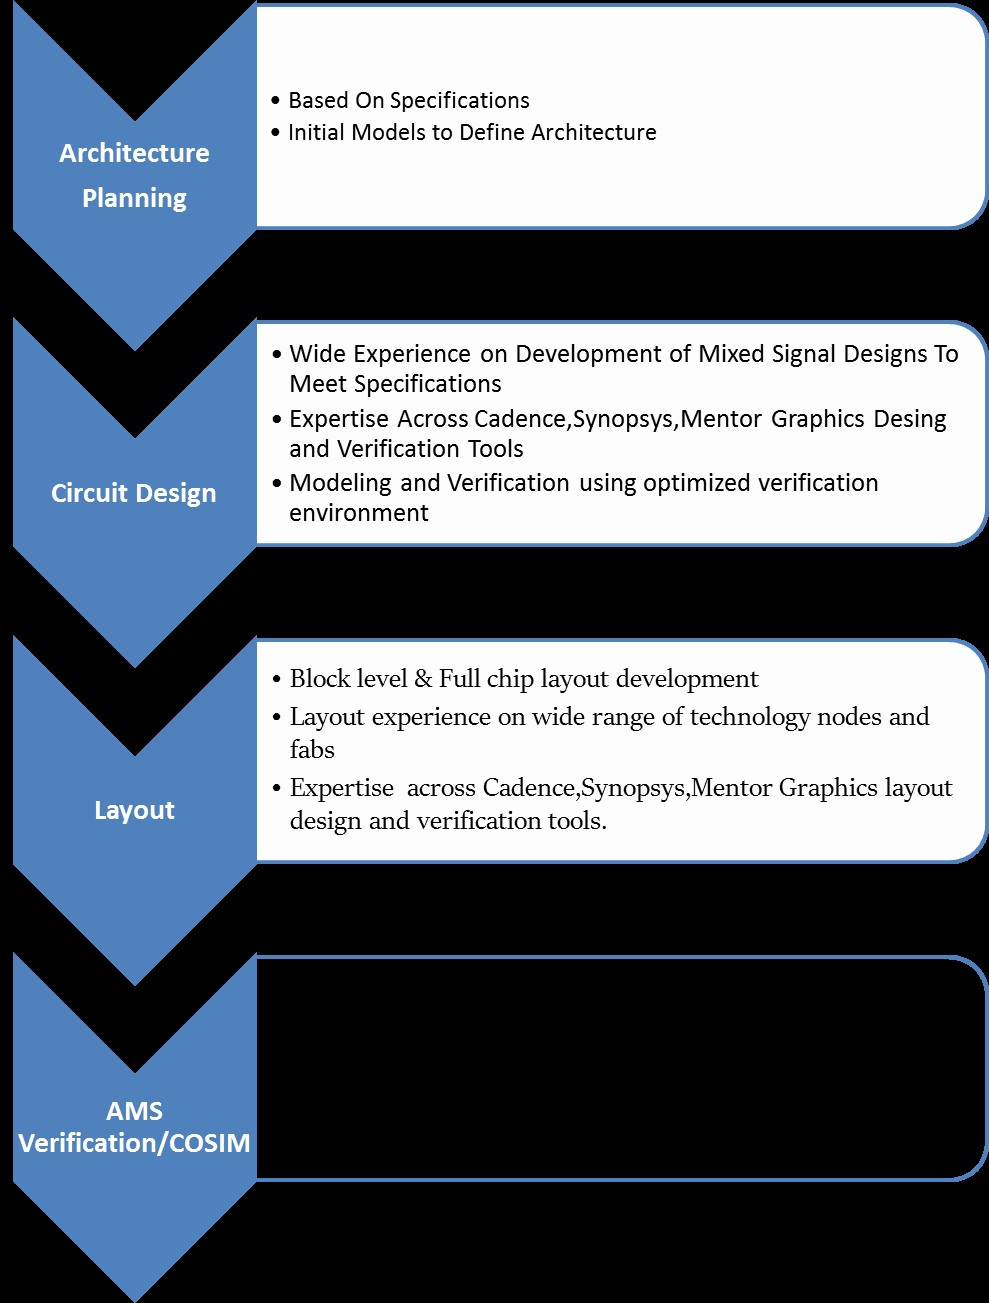 Architecture
Planning
• Based On Specifications
• Initial Models to Define Architecture
Circuit Design
• Wide Experience on Development of Mixed Signal Designs To
Meet Specifications
• Expertise Across Cadence,Synopsys,Mentor Graphics Desing
and Verification Tools
• Modeling and Verification using optimized verification
environment
Layout
• Block level & Full chip layout development
• Layout experience on wide range of technology nodes and
fabs
• Expertise across Cadence,Synopsys,Mentor Graphics layout
design and verification tools.
AMS
Verification/COSIM